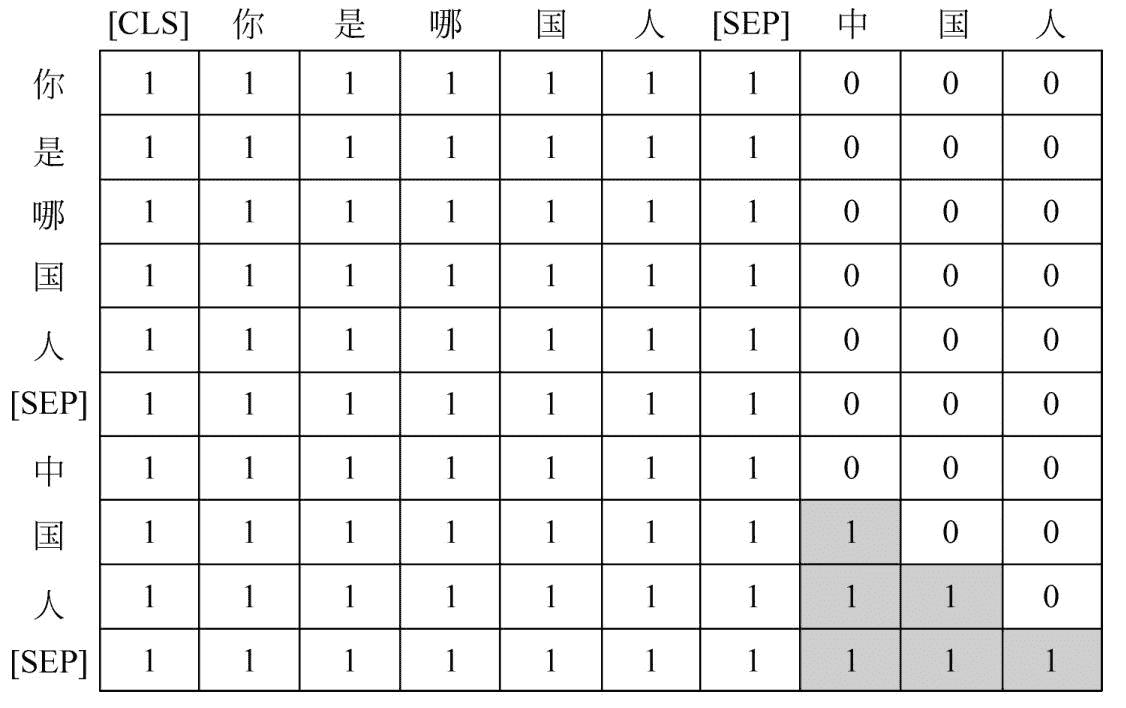 [CLS] 你 是 哪 国 人 [SEP] 中 国 人
你 1 1 1 1 1 1 1 0 0 0
是 1 1 1 1 1 1 1 0 0 0
哪 1 1 1 1 1 1 1 0 0 0
国 1 1 1 1 1 1 1 0 0 0
人 1 1 1 1 1 1 1 0 0 0
[SEP] 1 1 1 1 1 1 1 0 0 0
中 1 1 1 1 1 1 1 0 0 0
国 1 1 1 1 1 1 1 1 0 0
人 1 1 1 1 1 1 1 1 1 0
[SEP] 1 1 1 1 1 1 1 1 1 1